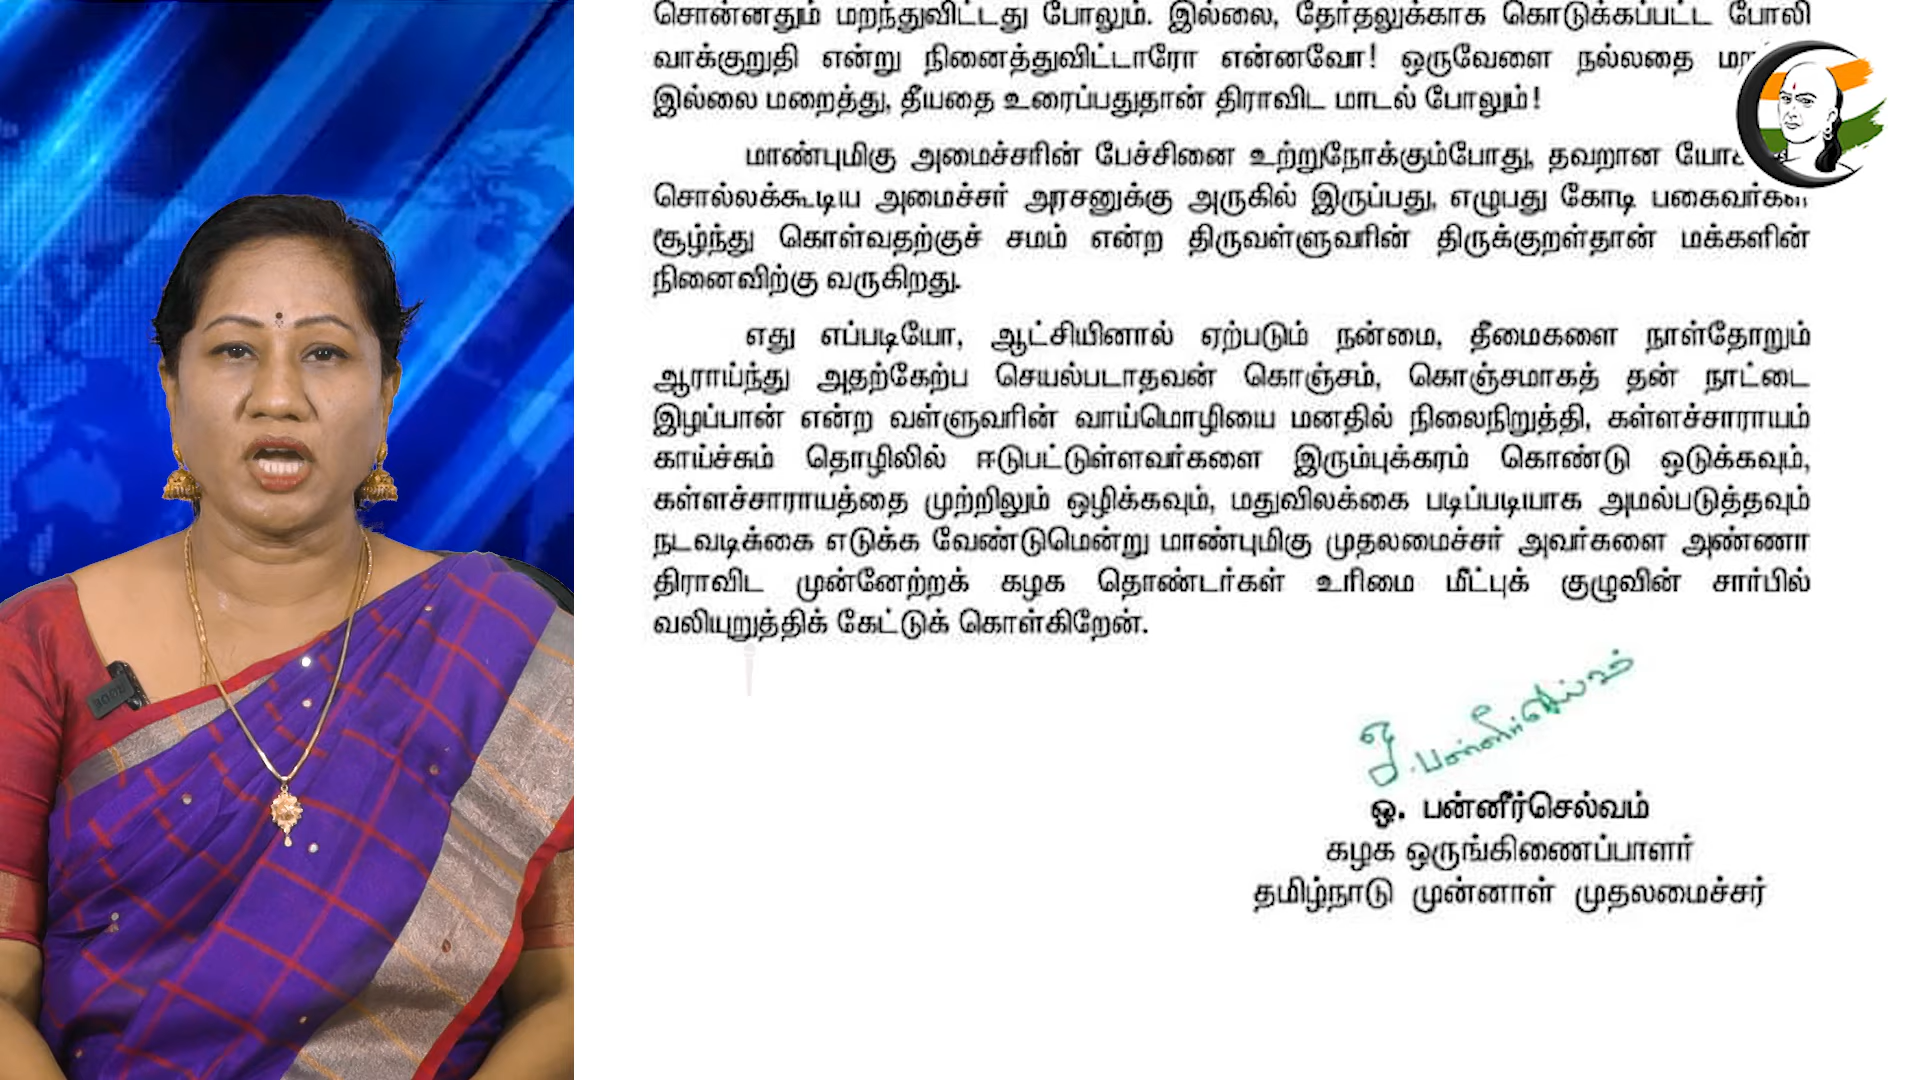 சொன்னதும் மறந்துவிட்டது போலும். இல்லை, தேர்தலுக்காக கொடுக்கப்பட்ட போலி
வாக்குறுதி என்று நினைத்துவிட்டாரோ என்னவோ! ஒருவேளை நல்லதை
இல்லை மறைத்து, தீயதை உரைப்பதுதான் திராவிட மாடல் போலும்!
மாண்புமிகு அமைச்சரின் பேச்சினை உற்றுநோக்கும்போது, தவறான
சொல்லக்கூடிய அமைச்சர் அரசனுக்கு அருகில் இருப்பது, எழுபது கோடி பகைவர்கள்
சூழ்ந்து கொள்வதற்குச் சமம் என்ற திருவள்ளுவரின் திருக்குறள்தான் மக்களின்
நினைவிற்கு வருகிறது.
எது எப்படியோ, ஆட்சியினால் ஏற்படும் நன்மை, தீமைகளை நாள்தோறும்
ஆராய்ந்து அதற்கேற்ப செயல்படாதவன் கொஞ்சம், கொஞ்சமாகத் தன் நாட்டை
இழப்பான் என்ற வள்ளுவரின் வாய்மொழியை மனதில் நிலைநிறுத்தி, கள்ளச்சாராயம்
காய்ச்சும் தொழிலில் ஈடுபட்டுள்ளவர்களை இரும்புக்கரம் கொண்டு ஒடுக்கவும்,
கள்ளச்சாராயத்தை முற்றிலும் ஒழிக்கவும், மதுவிலக்கை படிப்படியாக அமல்படுத்தவும்
நடவடிக்கை எடுக்க வேண்டுமென்று மாண்புமிகு முதலமைச்சர் அவர்களை அண்ணா
திராவிட முன்னேற்றக் கழக தொண்டர்கள் உரிமை மீட்புக் குழுவின் சார்பில்
வலியுறுத்திக் கேட்டுக் கொள்கிறேன்.
ஓ. பன்னீர்செல்வம்
ஓ. பன்னீர்செல்வம்
கழக ஒருங்கிணைப்பாளர்
தமிழ்நாடு முன்னாள் முதலமைச்சர்
RODE